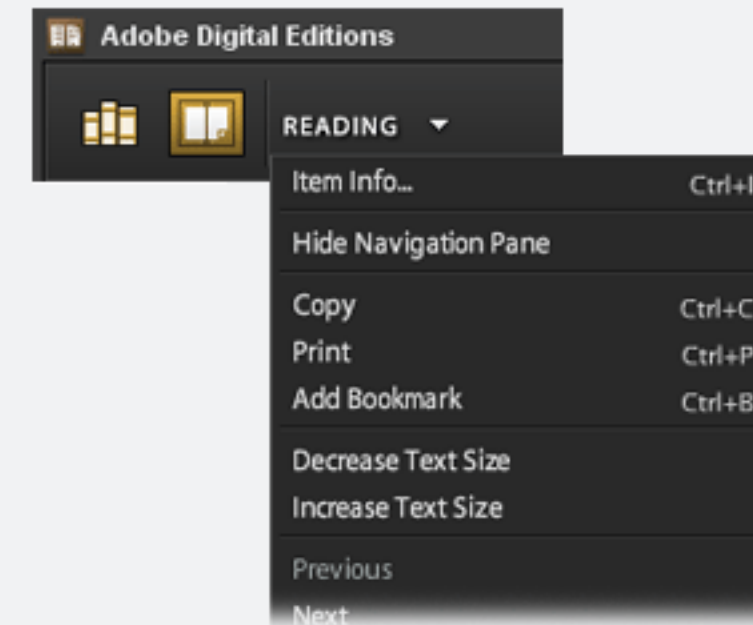 Adobe Digital Editions
READING
Item Info... Ctrl+I
Hide Navigation Pane
Copy Ctrl+C
Print Ctrl+P
Add Bookmark Ctrl+B
Decrease Text Size
Increase Text Size
Previous
Next